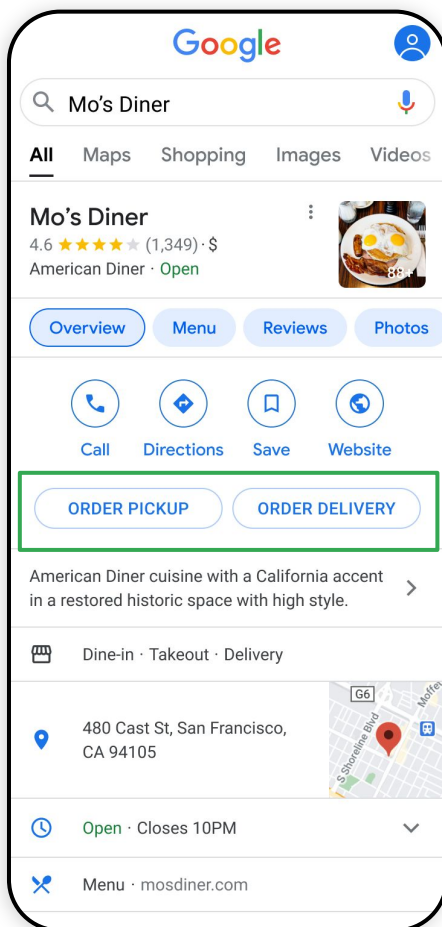 Google
Mo’s Diner
All Maps Shopping Images Videos
Mo’s Diner
4.6 (1,349) · $
American Diner · Open
88+
Overview Menu Reviews Photos
Call Directions Save Website
ORDER PICKUP ORDER DELIVERY
American Diner cuisine with a California accent
in a restored historic space with high style.
Dine-in · Takeout · Delivery
G6
Moffet
480 Cast St, San Francisco,
CA 94105
S Shoreline Blvd
Open · Closes 10PM
Menu · mosdiner.com